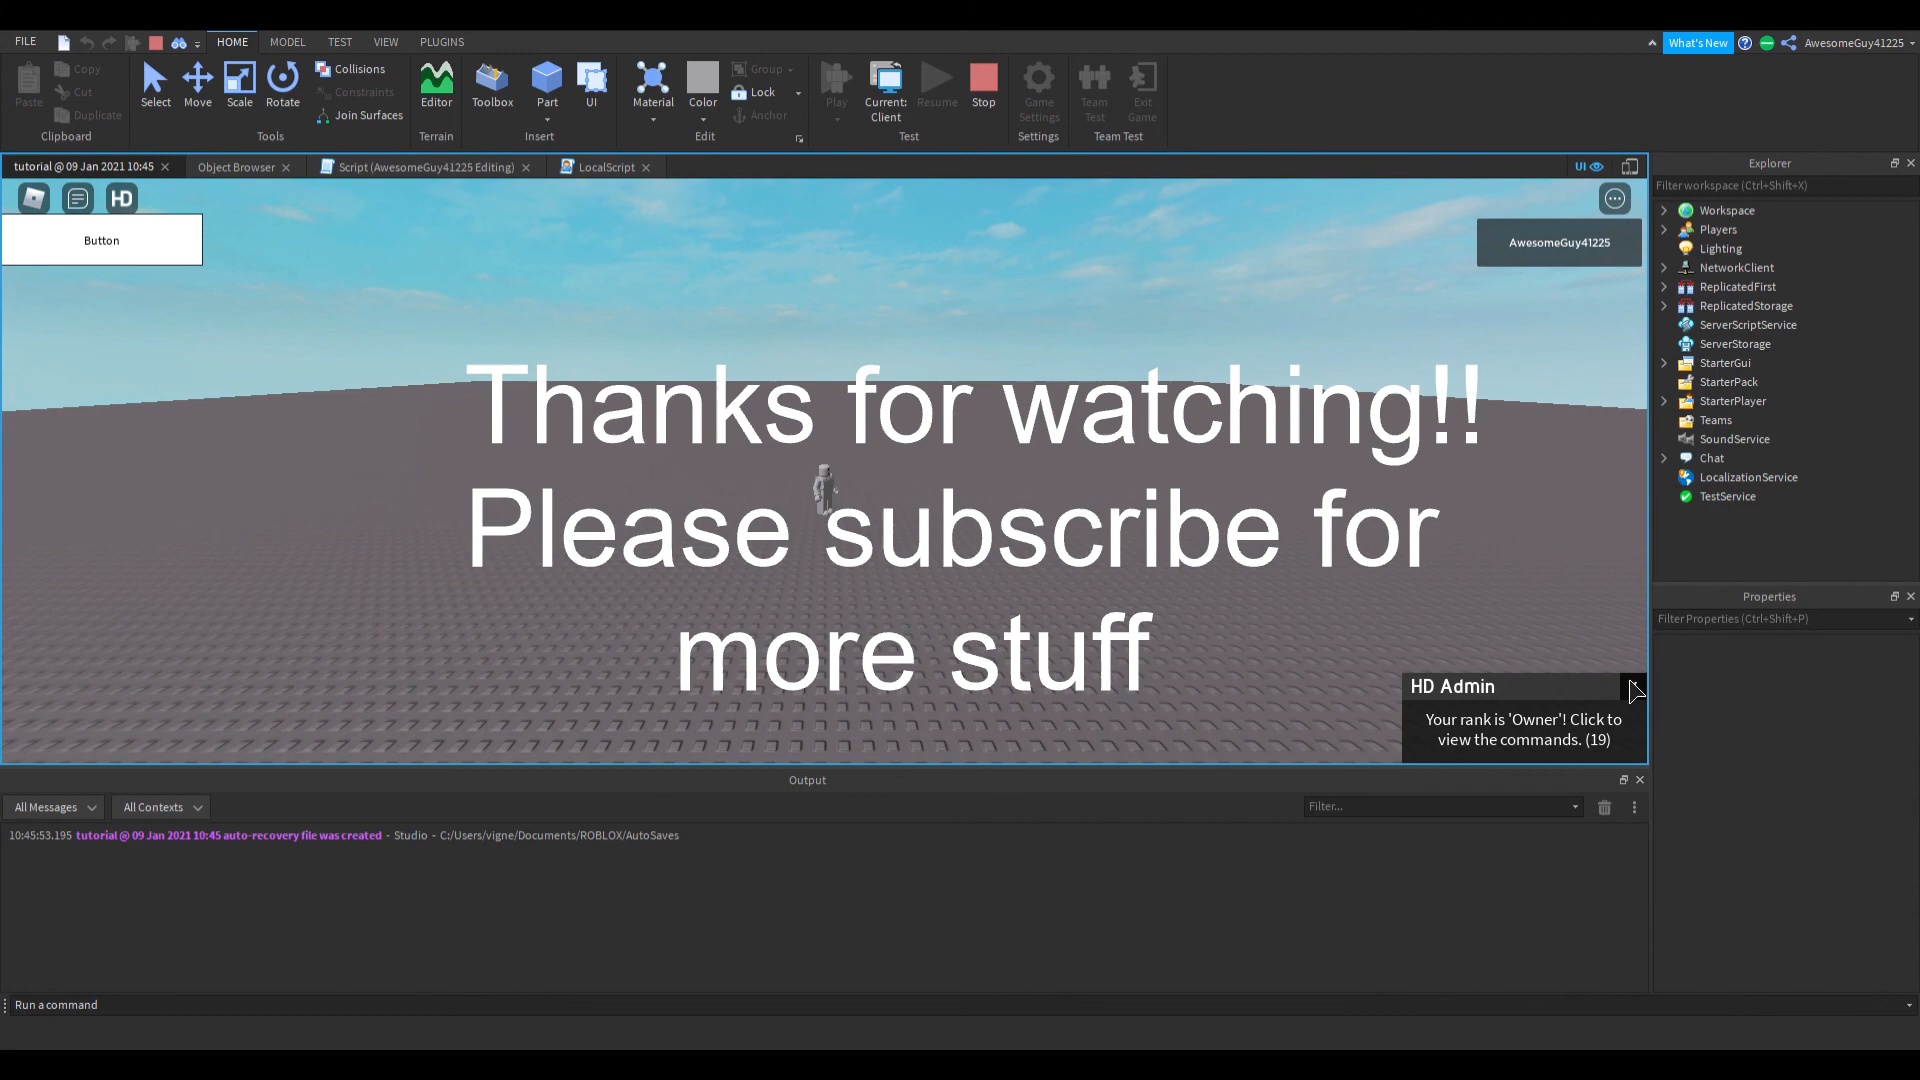 FILE
HOME
MODEL
TEST
VIEW
PLUGINS
What's New
AwesomeGuy41225
Paste
Copy
Cut
Duplicate
Clipboard
Select
Move
Scale
Rotate
Collisions
Constraints
Join Surfaces
Tools
Editor
Terrain
Toolbox
Part
UI
Insert
Material
Color
Group
Lock
Anchor
Edit
Play
Current:
Client
Resume
Stop
Test
Game
Settings
Settings
Team
Test
Exit
Game
Team Test
tutorial @ 09 Jan 2021 10:45
Object Browser
Script (AwesomeGuy41225 Editing)
LocalScript
UI
HD
Button
AwesomeGuy41225
Thanks for watching!!
Please subscribe for
more stuff
HD Admin
Your rank is 'Owner'! Click to
view the commands. (19)
Explorer
Filter workspace (Ctrl+Shift+X)
Workspace
Players
Lighting
NetworkClient
ReplicatedFirst
ReplicatedStorage
ServerScriptService
ServerStorage
StarterGui
StarterPack
StarterPlayer
Teams
SoundService
Chat
LocalizationService
TestService
Properties
Filter Properties (Ctrl+Shift+P)
Output
All Messages
All Contexts
Filter...
10:45:53.195 tutorial @ 09 Jan 2021 10:45 auto-recovery file was created - Studio - C:/Users/vigne/Documents/ROBLOX/AutoSaves
Run a command